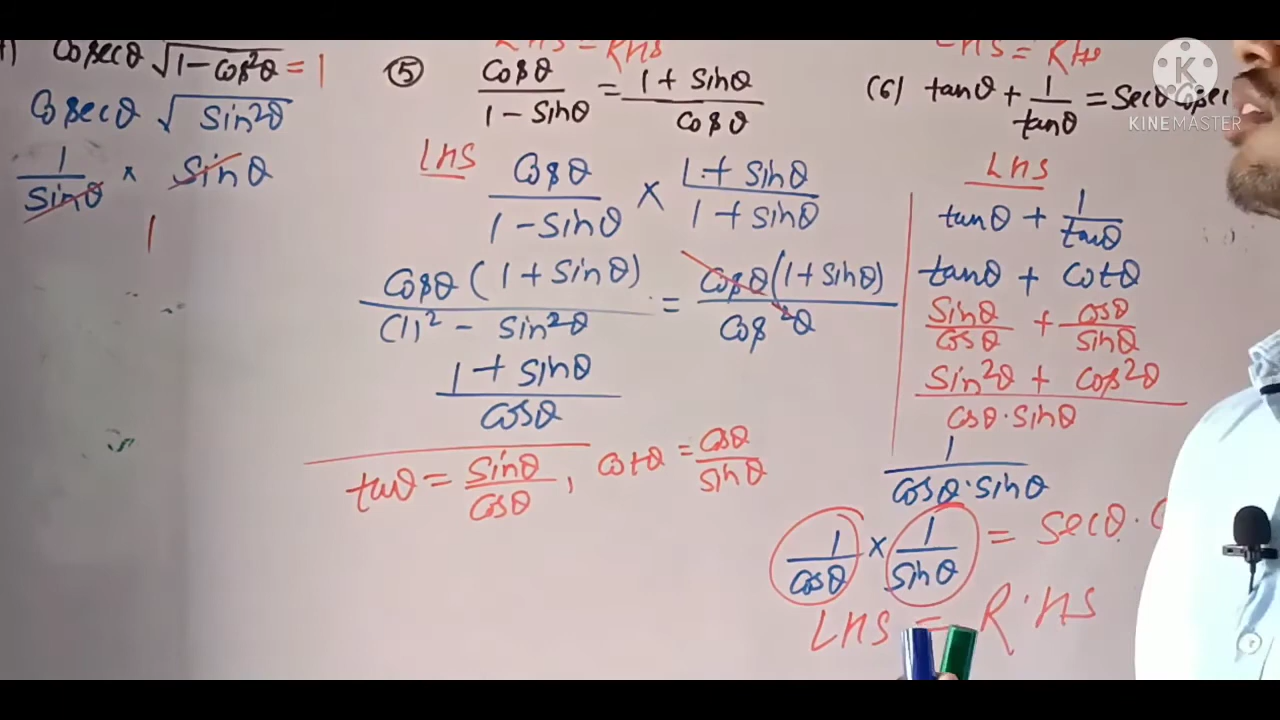 Cosecθ √1-cos²θ = 1
Cosecθ √Sin²θ
1/Sinθ × Sinθ
1
LHS = RHS
(5) Cosθ/1-Sinθ = 1+Sinθ/Cosθ
LHS Cosθ/1-Sinθ × 1+Sinθ/1+Sinθ
Cosθ(1+Sinθ)/(1)²-Sin²θ = Cosθ(1+Sinθ)/Cos²θ
1+Sinθ/Cosθ
tanθ = Sinθ/Cosθ, Cotθ = Cosθ/Sinθ
LHS = RHS
(6) tanθ + 1/tanθ = Secθ Cosec
LHS
tanθ + 1/tanθ
tanθ + Cotθ
Sinθ/Cosθ + Cosθ/Sinθ
Sin²θ + Cos²θ/Cosθ·Sinθ
1/Cosθ·Sinθ
1/Cosθ × 1/Sinθ = Secθ·C
LHS = R·HS
K
KINEMASTER